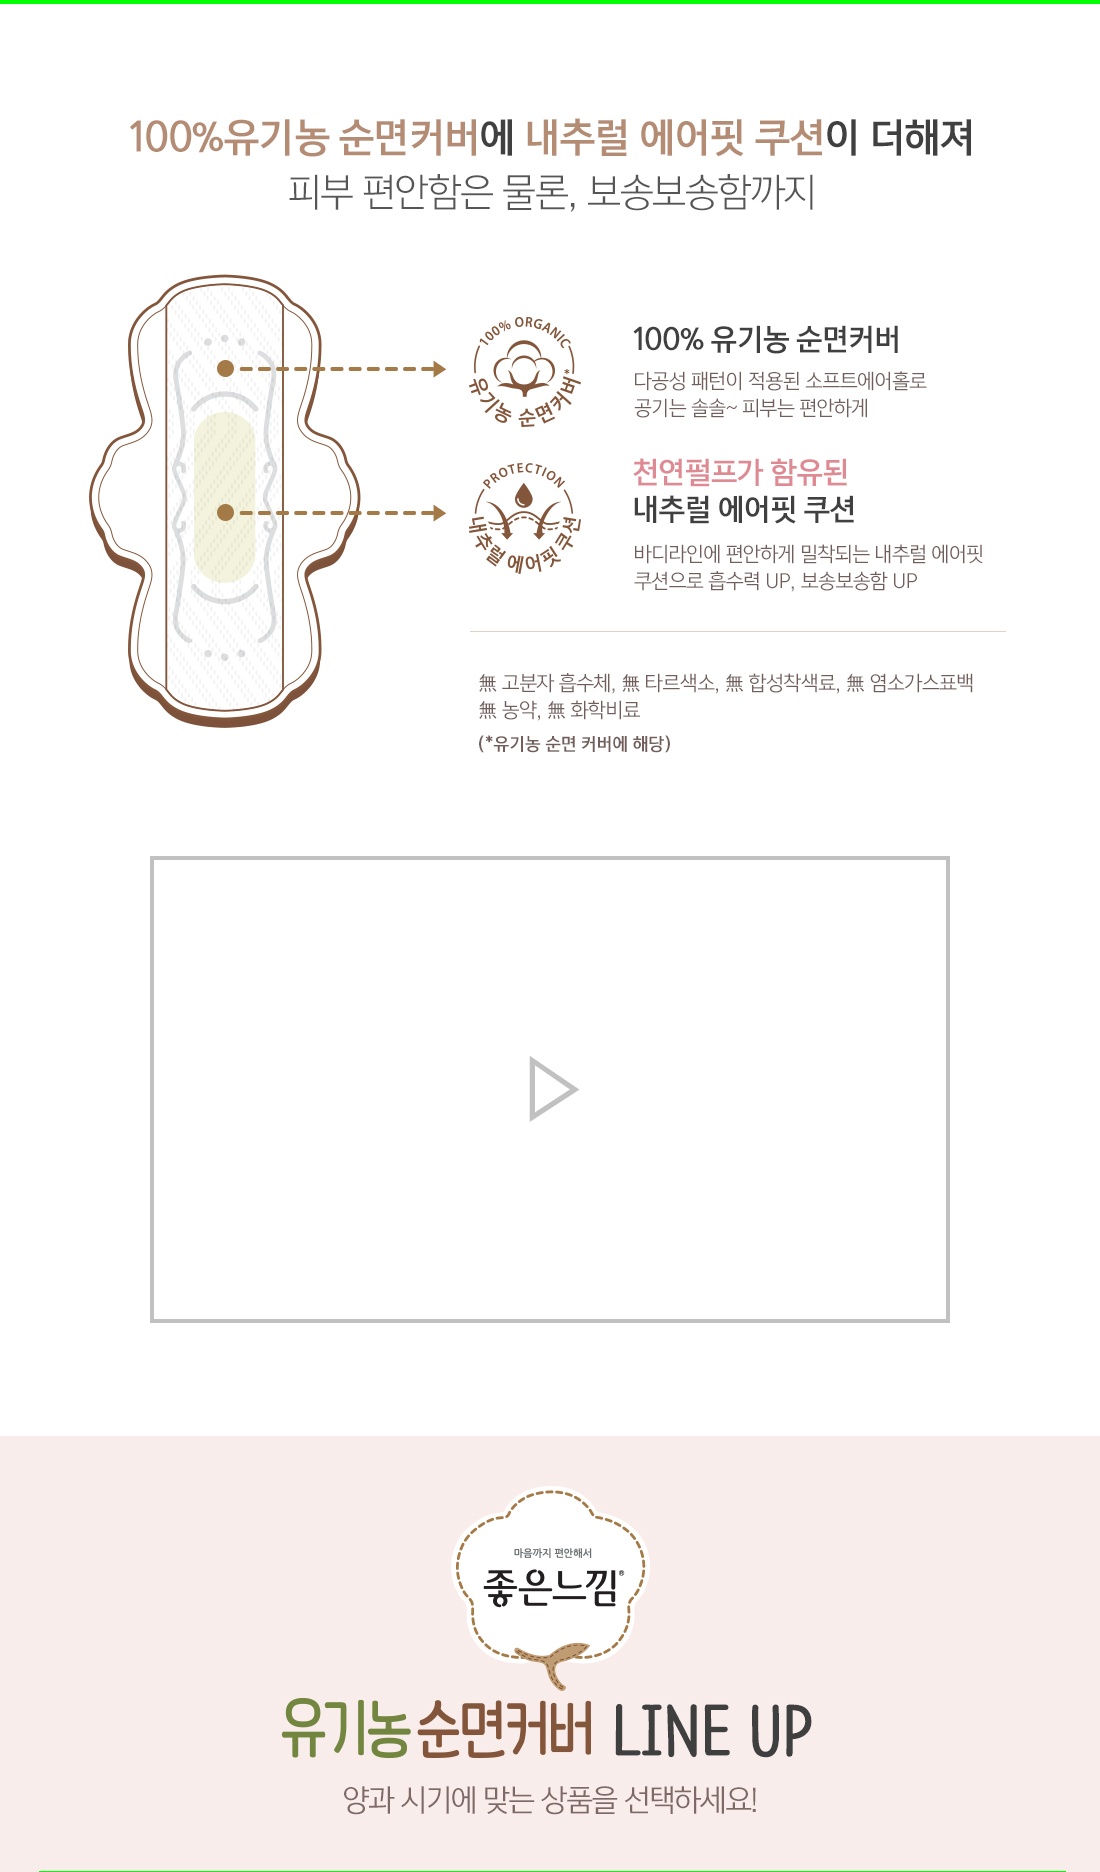 100%유기농 순면커버에 내추럴 에어핏 쿠션이 더해져
피부 편안함은 물론, 보송보송함까지
100% ORGANIC
유기농 순면커버*
100% 유기농 순면커버
다공성 패턴이 적용된 소프트에어홀로
공기는 솔솔~ 피부는 편안하게
PROTECTION
내추럴 에어핏 쿠션
천연펄프가 함유된
내추럴 에어핏 쿠션
바디라인에 편안하게 밀착되는 내추럴 에어핏
쿠션으로 흡수력 UP, 보송보송함 UP
無 고분자 흡수체, 無 타르색소, 無 합성착색료, 無 염소가스표백
無 농약, 無 화학비료
(*유기농 순면 커버에 해당)
마음까지 편안해서
좋은느낌®
유기농순면커버 LINE UP
양과 시기에 맞는 상품을 선택하세요!